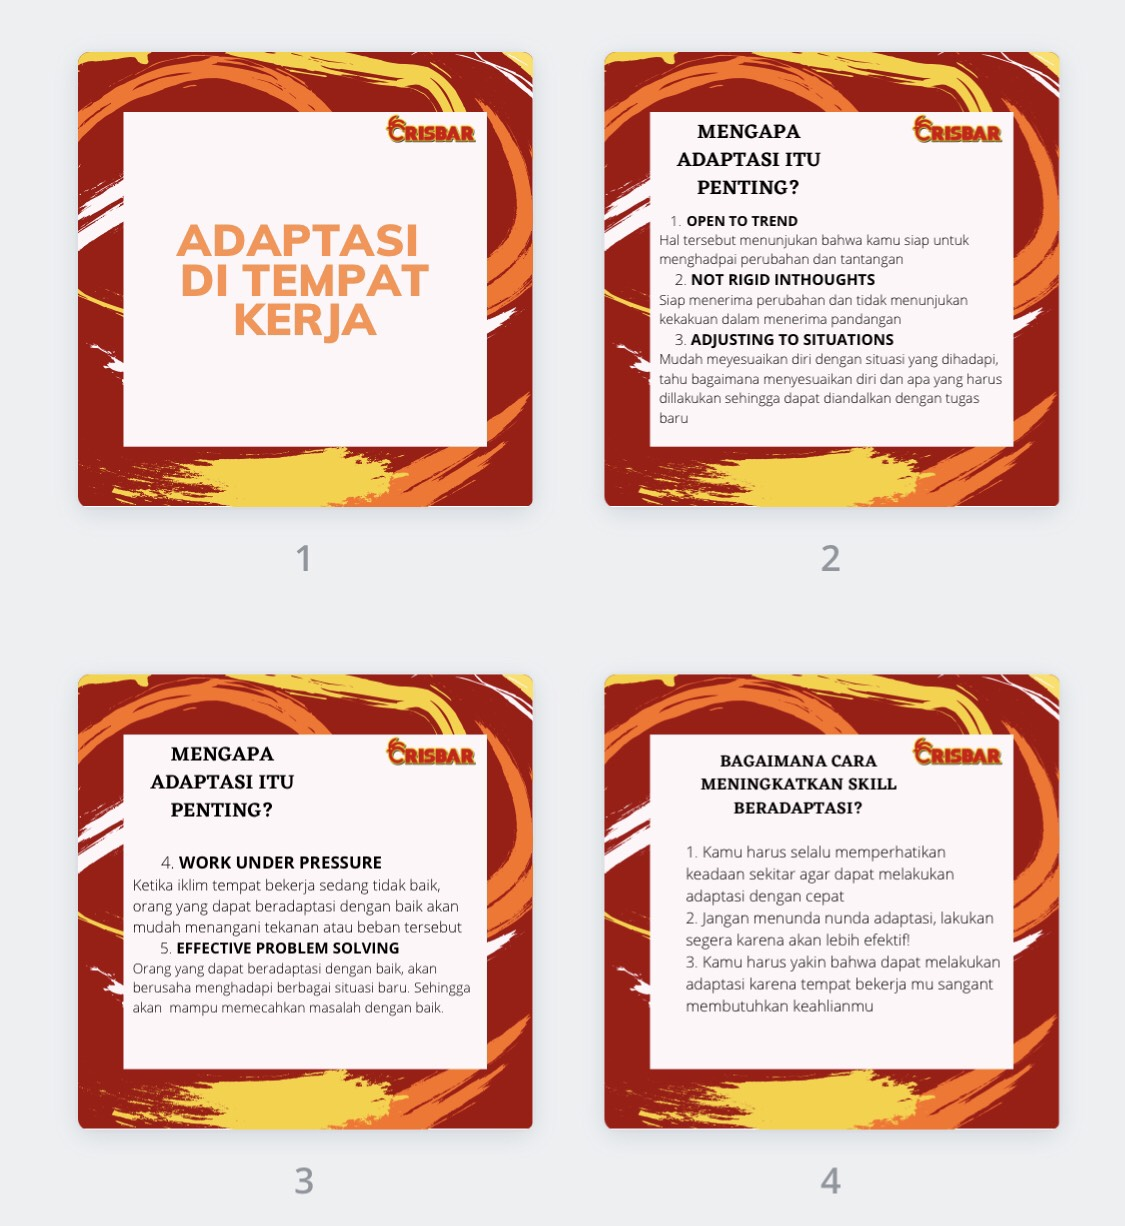 CRISBAR
ADAPTASI
DI TEMPAT
KERJA
1
CRISBAR
MENGAPA
ADAPTASI ITU
PENTING?
1. OPEN TO TREND
Hal tersebut menunjukan bahwa kamu siap untuk
menghadpai perubahan dan tantangan
2. NOT RIGID INTHOUGHTS
Siap menerima perubahan dan tidak menunjukan
kekakuan dalam menerima pandangan
3. ADJUSTING TO SITUATIONS
Mudah meyesuaikan diri dengan situasi yang dihadapi,
tahu bagaimana menyesuaikan diri dan apa yang harus
dillakukan sehingga dapat diandalkan dengan tugas
baru
2
CRISBAR
MENGAPA
ADAPTASI ITU
PENTING?
4. WORK UNDER PRESSURE
Ketika iklim tempat bekerja sedang tidak baik,
orang yang dapat beradaptasi dengan baik akan
mudah menangani tekanan atau beban tersebut
5. EFFECTIVE PROBLEM SOLVING
Orang yang dapat beradaptasi dengan baik, akan
berusaha menghadapi berbagai situasi baru. Sehingga
akan  mampu memecahkan masalah dengan baik.
3
CRISBAR
BAGAIMANA CARA
MENINGKATKAN SKILL
BERADAPTASI?
1. Kamu harus selalu memperhatikan
keadaan sekitar agar dapat melakukan
adaptasi dengan cepat
2. Jangan menunda nunda adaptasi, lakukan
segera karena akan lebih efektif!
3. Kamu harus yakin bahwa dapat melakukan
adaptasi karena tempat bekerja mu sangant
membutuhkan keahlianmu
4